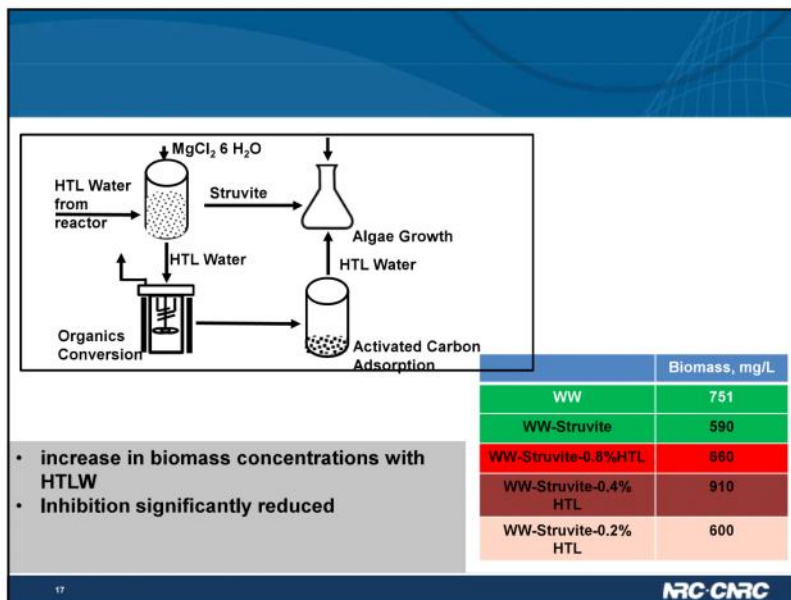 MgCl₂ 6 H₂O
HTL Water
from
reactor
Struvite
Algae Growth
HTL Water
HTL Water
Organics
Conversion
Activated Carbon
Adsorption
Biomass, mg/L
WW 751
WW-Struvite 590
WW-Struvite-0.8%HTL 660
WW-Struvite-0.4%
HTL 910
WW-Struvite-0.2%
HTL 600
• increase in biomass concentrations with
HTLW
• Inhibition significantly reduced
17
NRC·CNRC